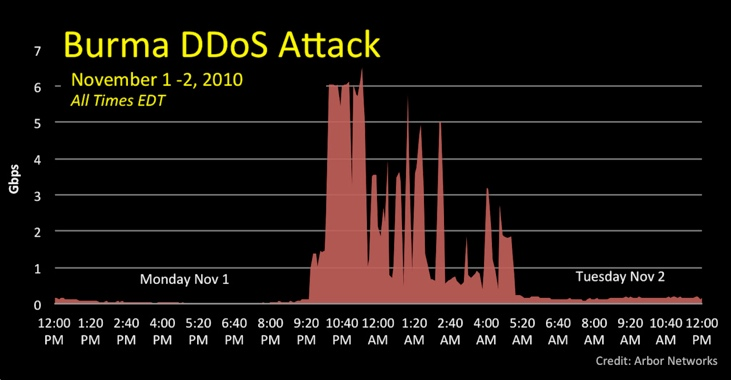 Burma DDoS Attack
November 1 -2, 2010
All Times EDT
7
6
5
4
3
2
1
0
Gbps
Monday Nov 1
Tuesday Nov 2
12:00 1:20 2:40 4:00 5:20 6:40 8:00 9:20 10:40 12:00 1:20 2:40 4:00 5:20 6:40 8:00 9:20 10:40 12:00
PM PM PM PM PM PM PM PM PM AM AM AM AM AM AM AM AM AM PM
Credit: Arbor Networks